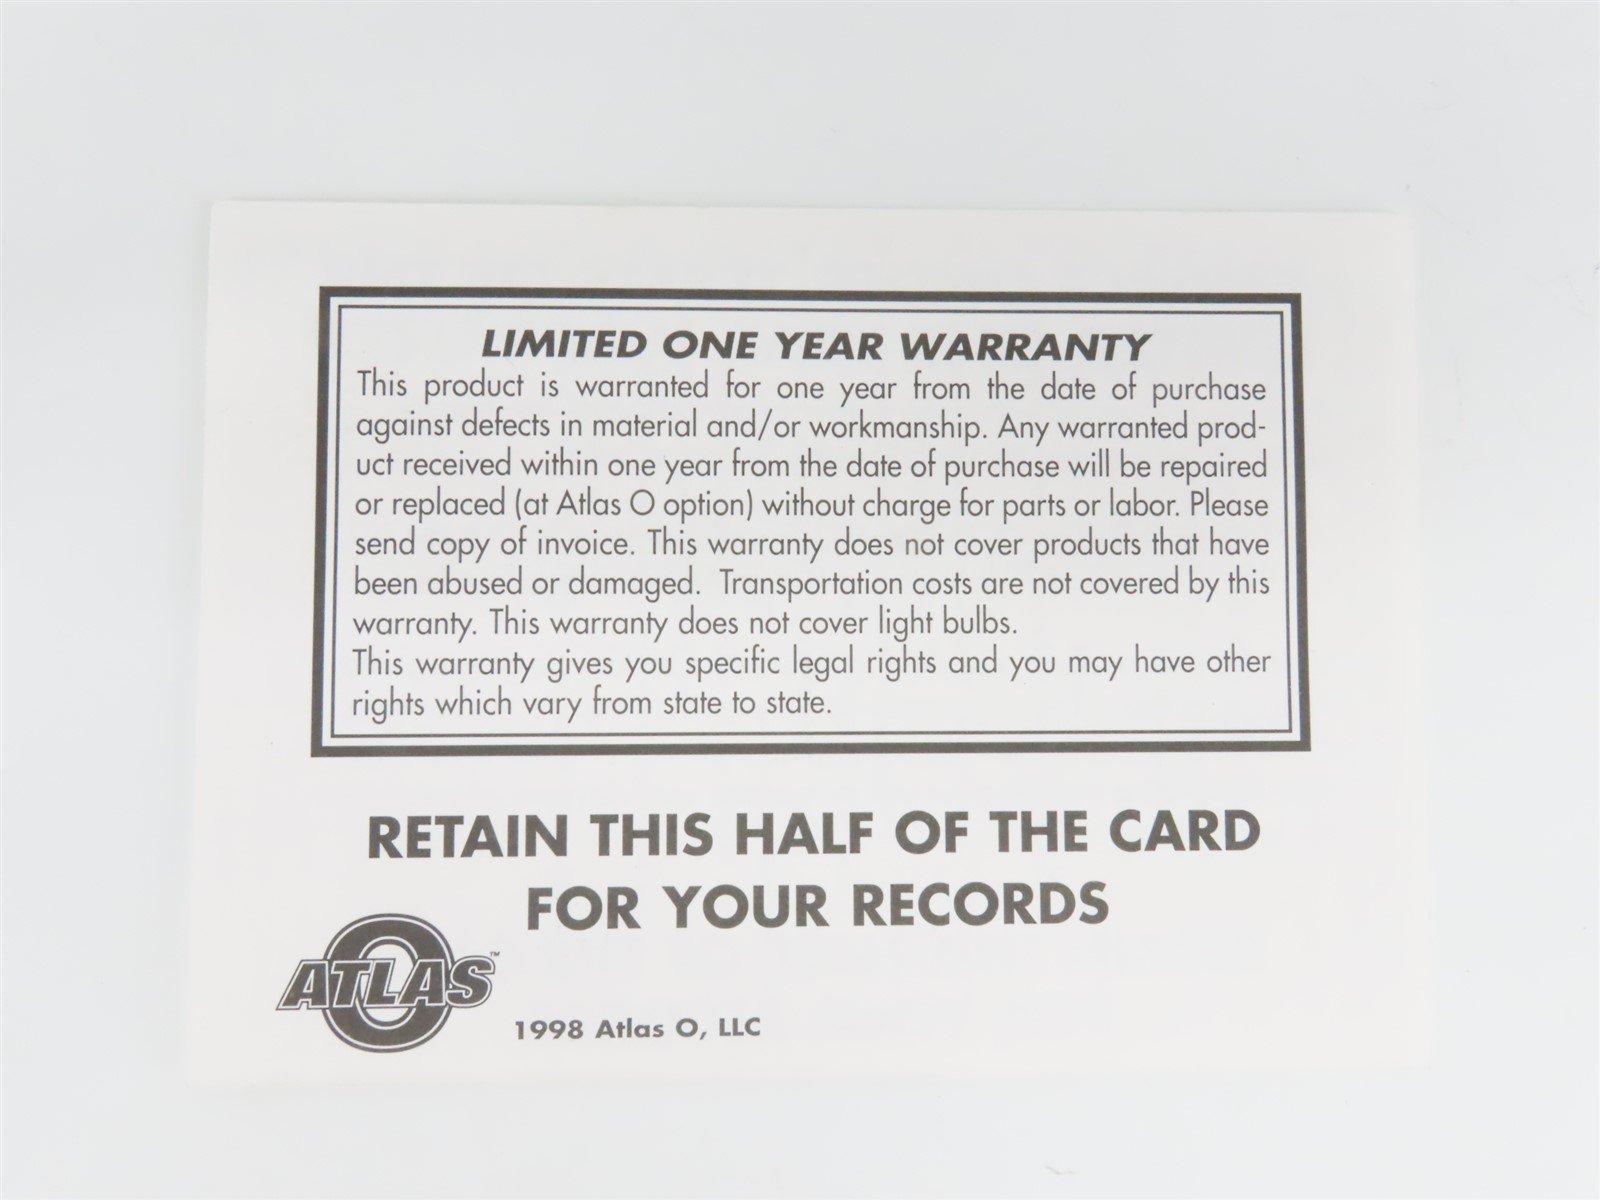 LIMITED ONE YEAR WARRANTY
This product is warranted for one year from the date of purchase
against defects in material and/or workmanship. Any warranted prod-
uct received within one year from the date of purchase will be repaired
or replaced (at Atlas O option) without charge for parts or labor. Please
send copy of invoice. This warranty does not cover products that have
been abused or damaged. Transportation costs are not covered by this
warranty. This warranty does not cover light bulbs.
This warranty gives you specific legal rights and you may have other
rights which vary from state to state.
RETAIN THIS HALF OF THE CARD
FOR YOUR RECORDS
ATLAS O™
1998 Atlas O, LLC